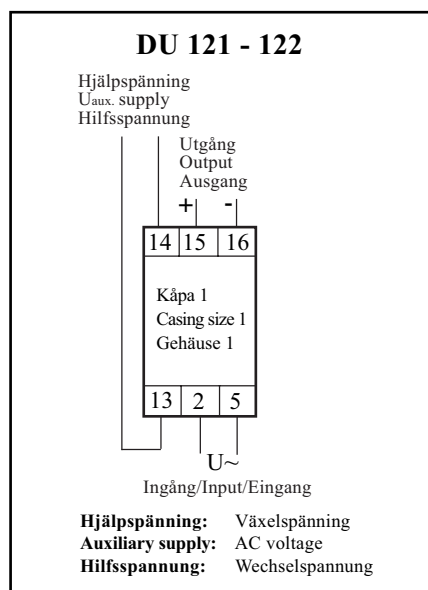 DU 121 - 122
Hjälpspänning
Uaux. supply
Hilfsspannung
Utgång
Output
Ausgang
+ -
14 15 16
Kåpa 1
Casing size 1
Gehäuse 1
13 2 5
U~
Ingång/Input/Eingang
Hjälpspänning: Växelspänning
Auxiliary supply: AC voltage
Hilfsspannung: Wechselspannung